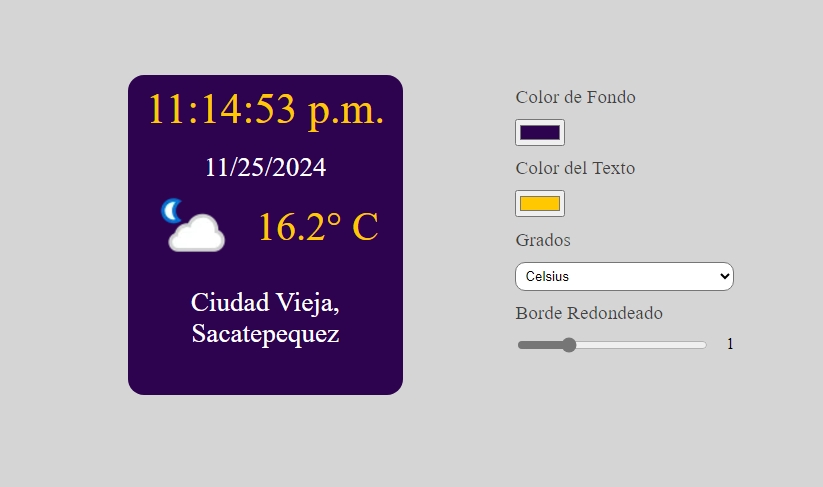 11:14:53 p.m.
11/25/2024
16.2° C
Ciudad Vieja,
Sacatepequez
Color de Fondo
Color del Texto
Grados
Celsius
Borde Redondeado
1